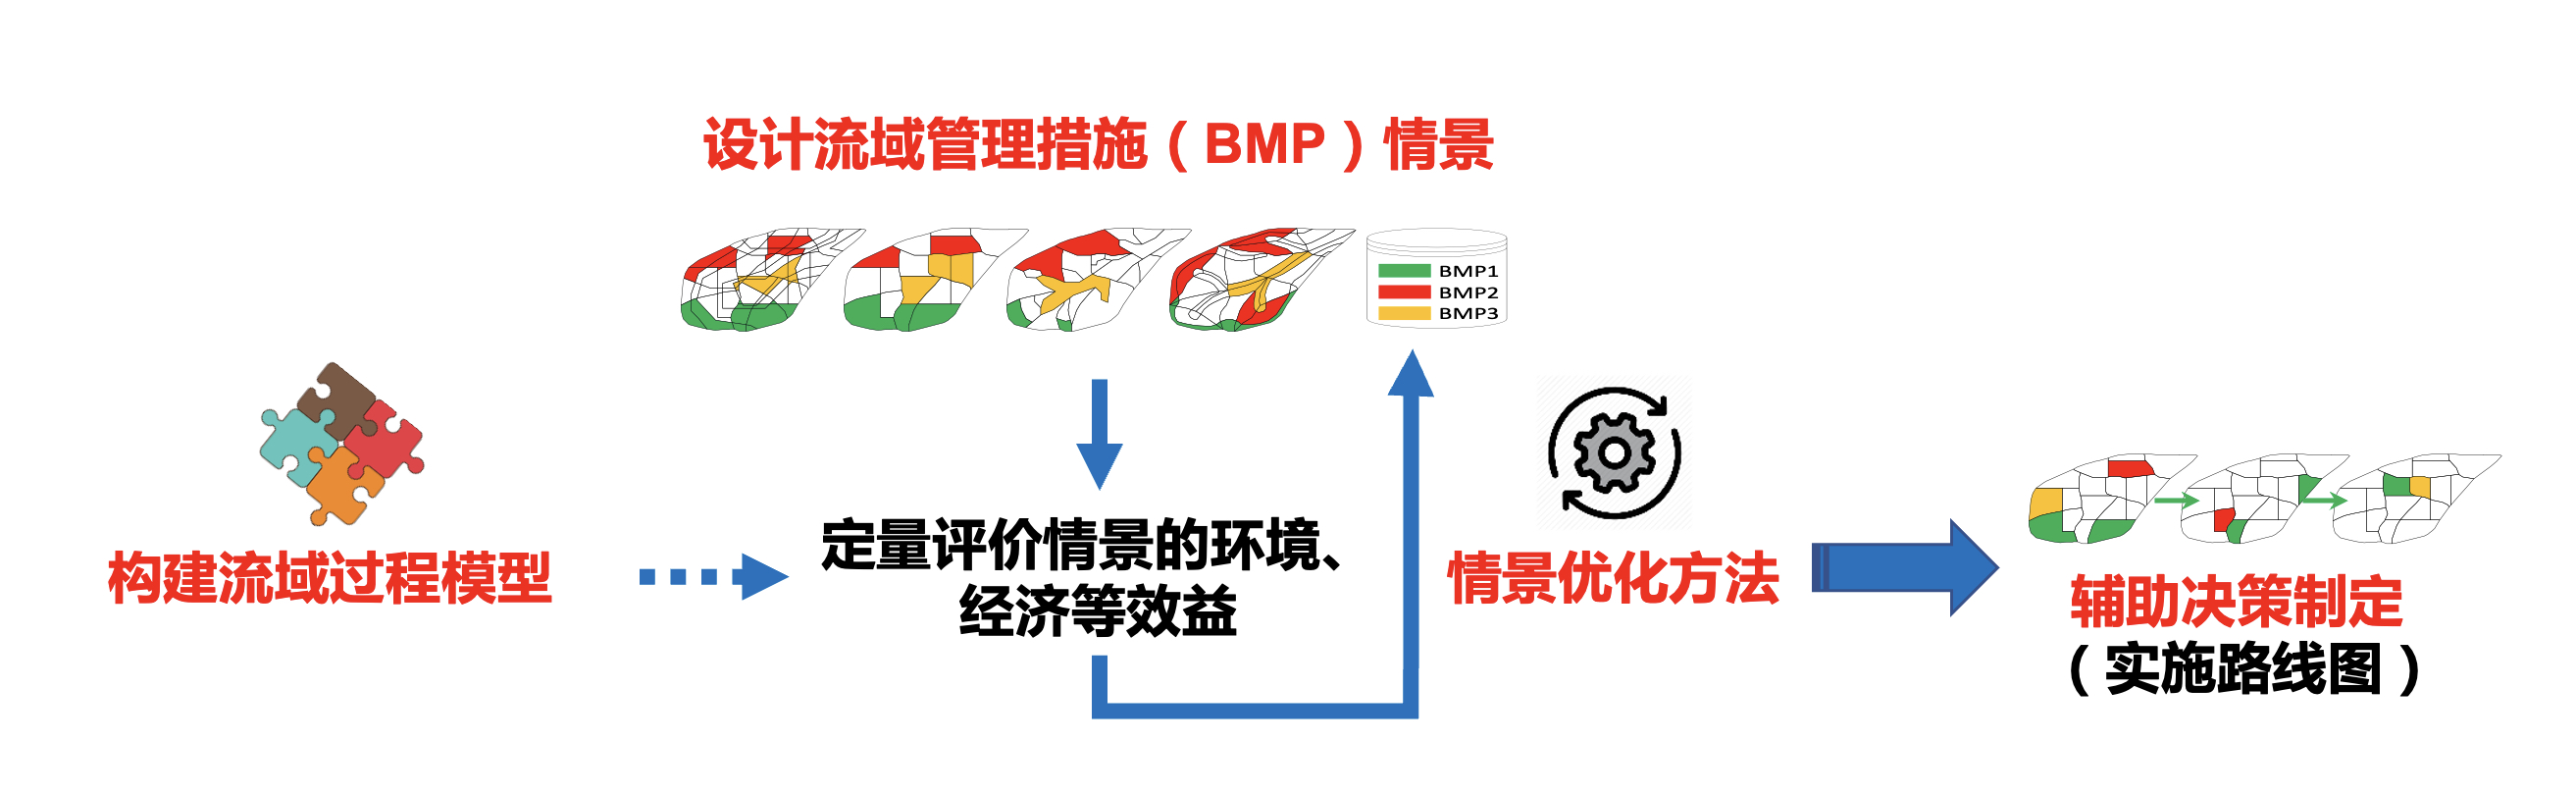 设计流域管理措施（BMP）情景
BMP1
BMP2
BMP3
构建流域过程模型
定量评价情景的环境、
经济等效益
情景优化方法
辅助决策制定
（实施路线图）